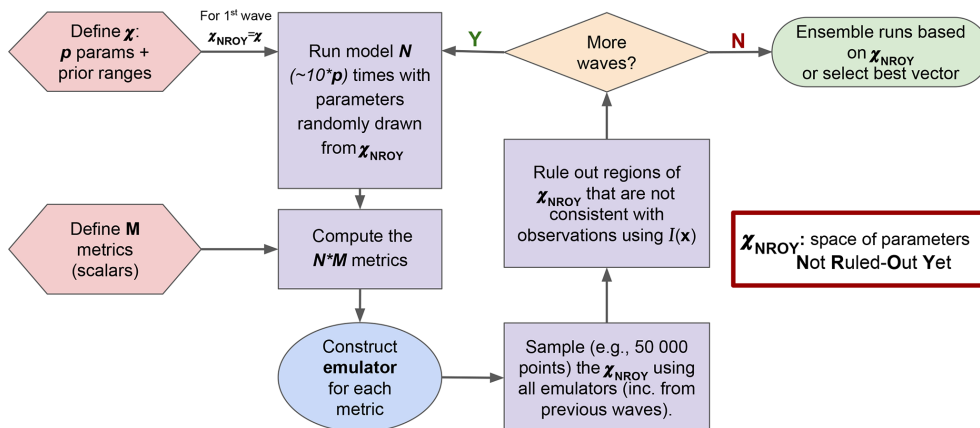 Define χ:
p params +
prior ranges
For 1st wave
χNROY=χ
Run model N
(~10*p) times with
parameters
randomly drawn
from χNROY
Y
More
waves?
N
Ensemble runs based
on χNROY
or select best vector
Define M
metrics
(scalars)
Compute the
N*M metrics
Rule out regions of
χNROY that are not
consistent with
observations using I(x)
χNROY: space of parameters
Not Ruled-Out Yet
Construct
emulator
for each
metric
Sample (e.g., 50 000
points) the χNROY using
all emulators (inc. from
previous waves).